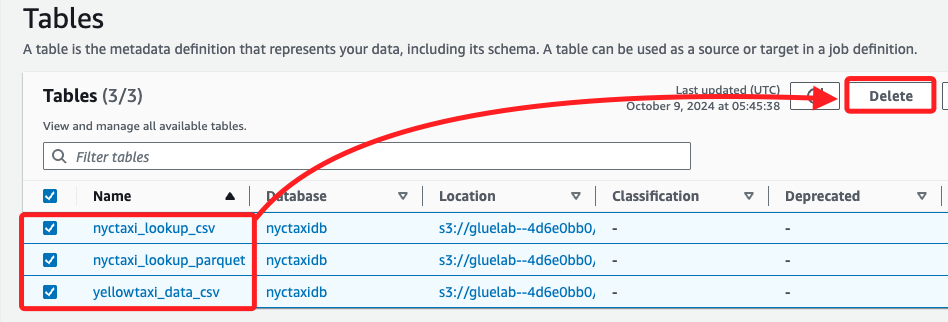 Tables
A table is the metadata definition that represents your data, including its schema. A table can be used as a source or target in a job definition.
Tables (3/3)
Last updated (UTC)
October 9, 2024 at 05:45:38
Delete
View and manage all available tables.
Filter tables
Name Database Location Classification Deprecated
nyctaxi_lookup_csv nyctaxidb s3://gluelab--4d6e0bb0/ - -
nyctaxi_lookup_parquet nyctaxidb s3://gluelab--4d6e0bb0/ - -
yellowtaxi_data_csv nyctaxidb s3://gluelab--4d6e0bb0/ - -